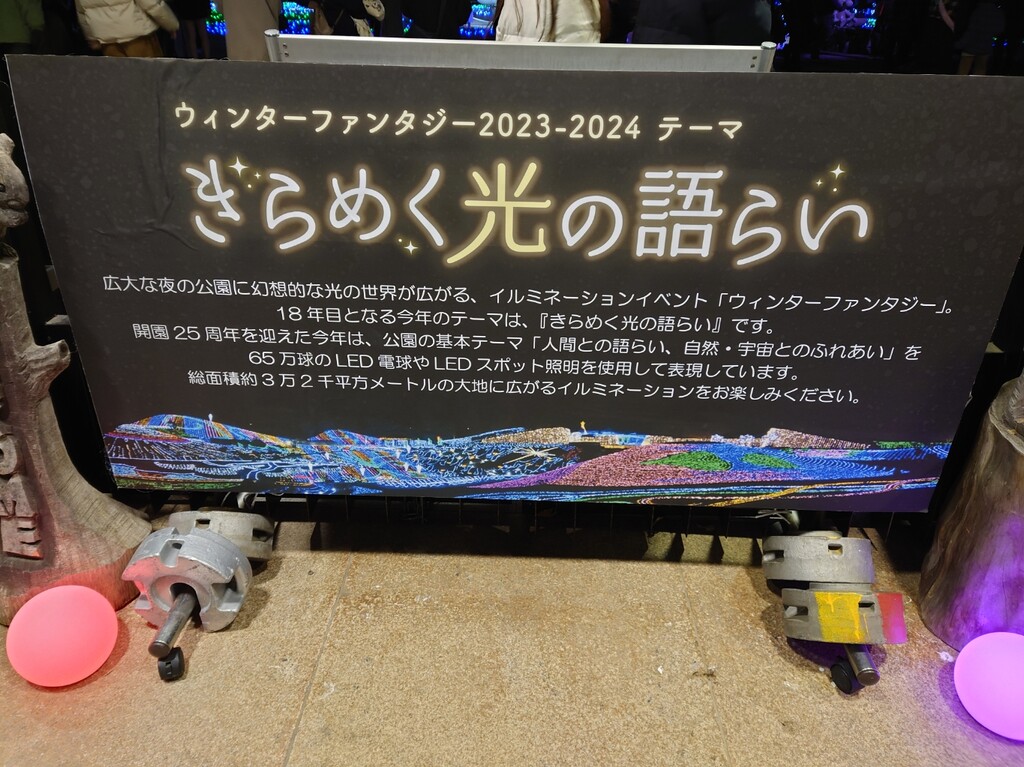 ウィンターファンタジー2023-2024 テーマ
きらめく光の語らい
広大な夜の公園に幻想的な光の世界が広がる、イルミネーションイベント「ウィンターファンタジー」。
18年目となる今年のテーマは、『きらめく光の語らい』です。
開園25周年を迎えた今年は、公園の基本テーマ「人間との語らい、自然・宇宙とのふれあい」を
65万球のLED電球やLEDスポット照明を使用して表現しています。
総面積約3万2千平方メートルの大地に広がるイルミネーションをお楽しみください。